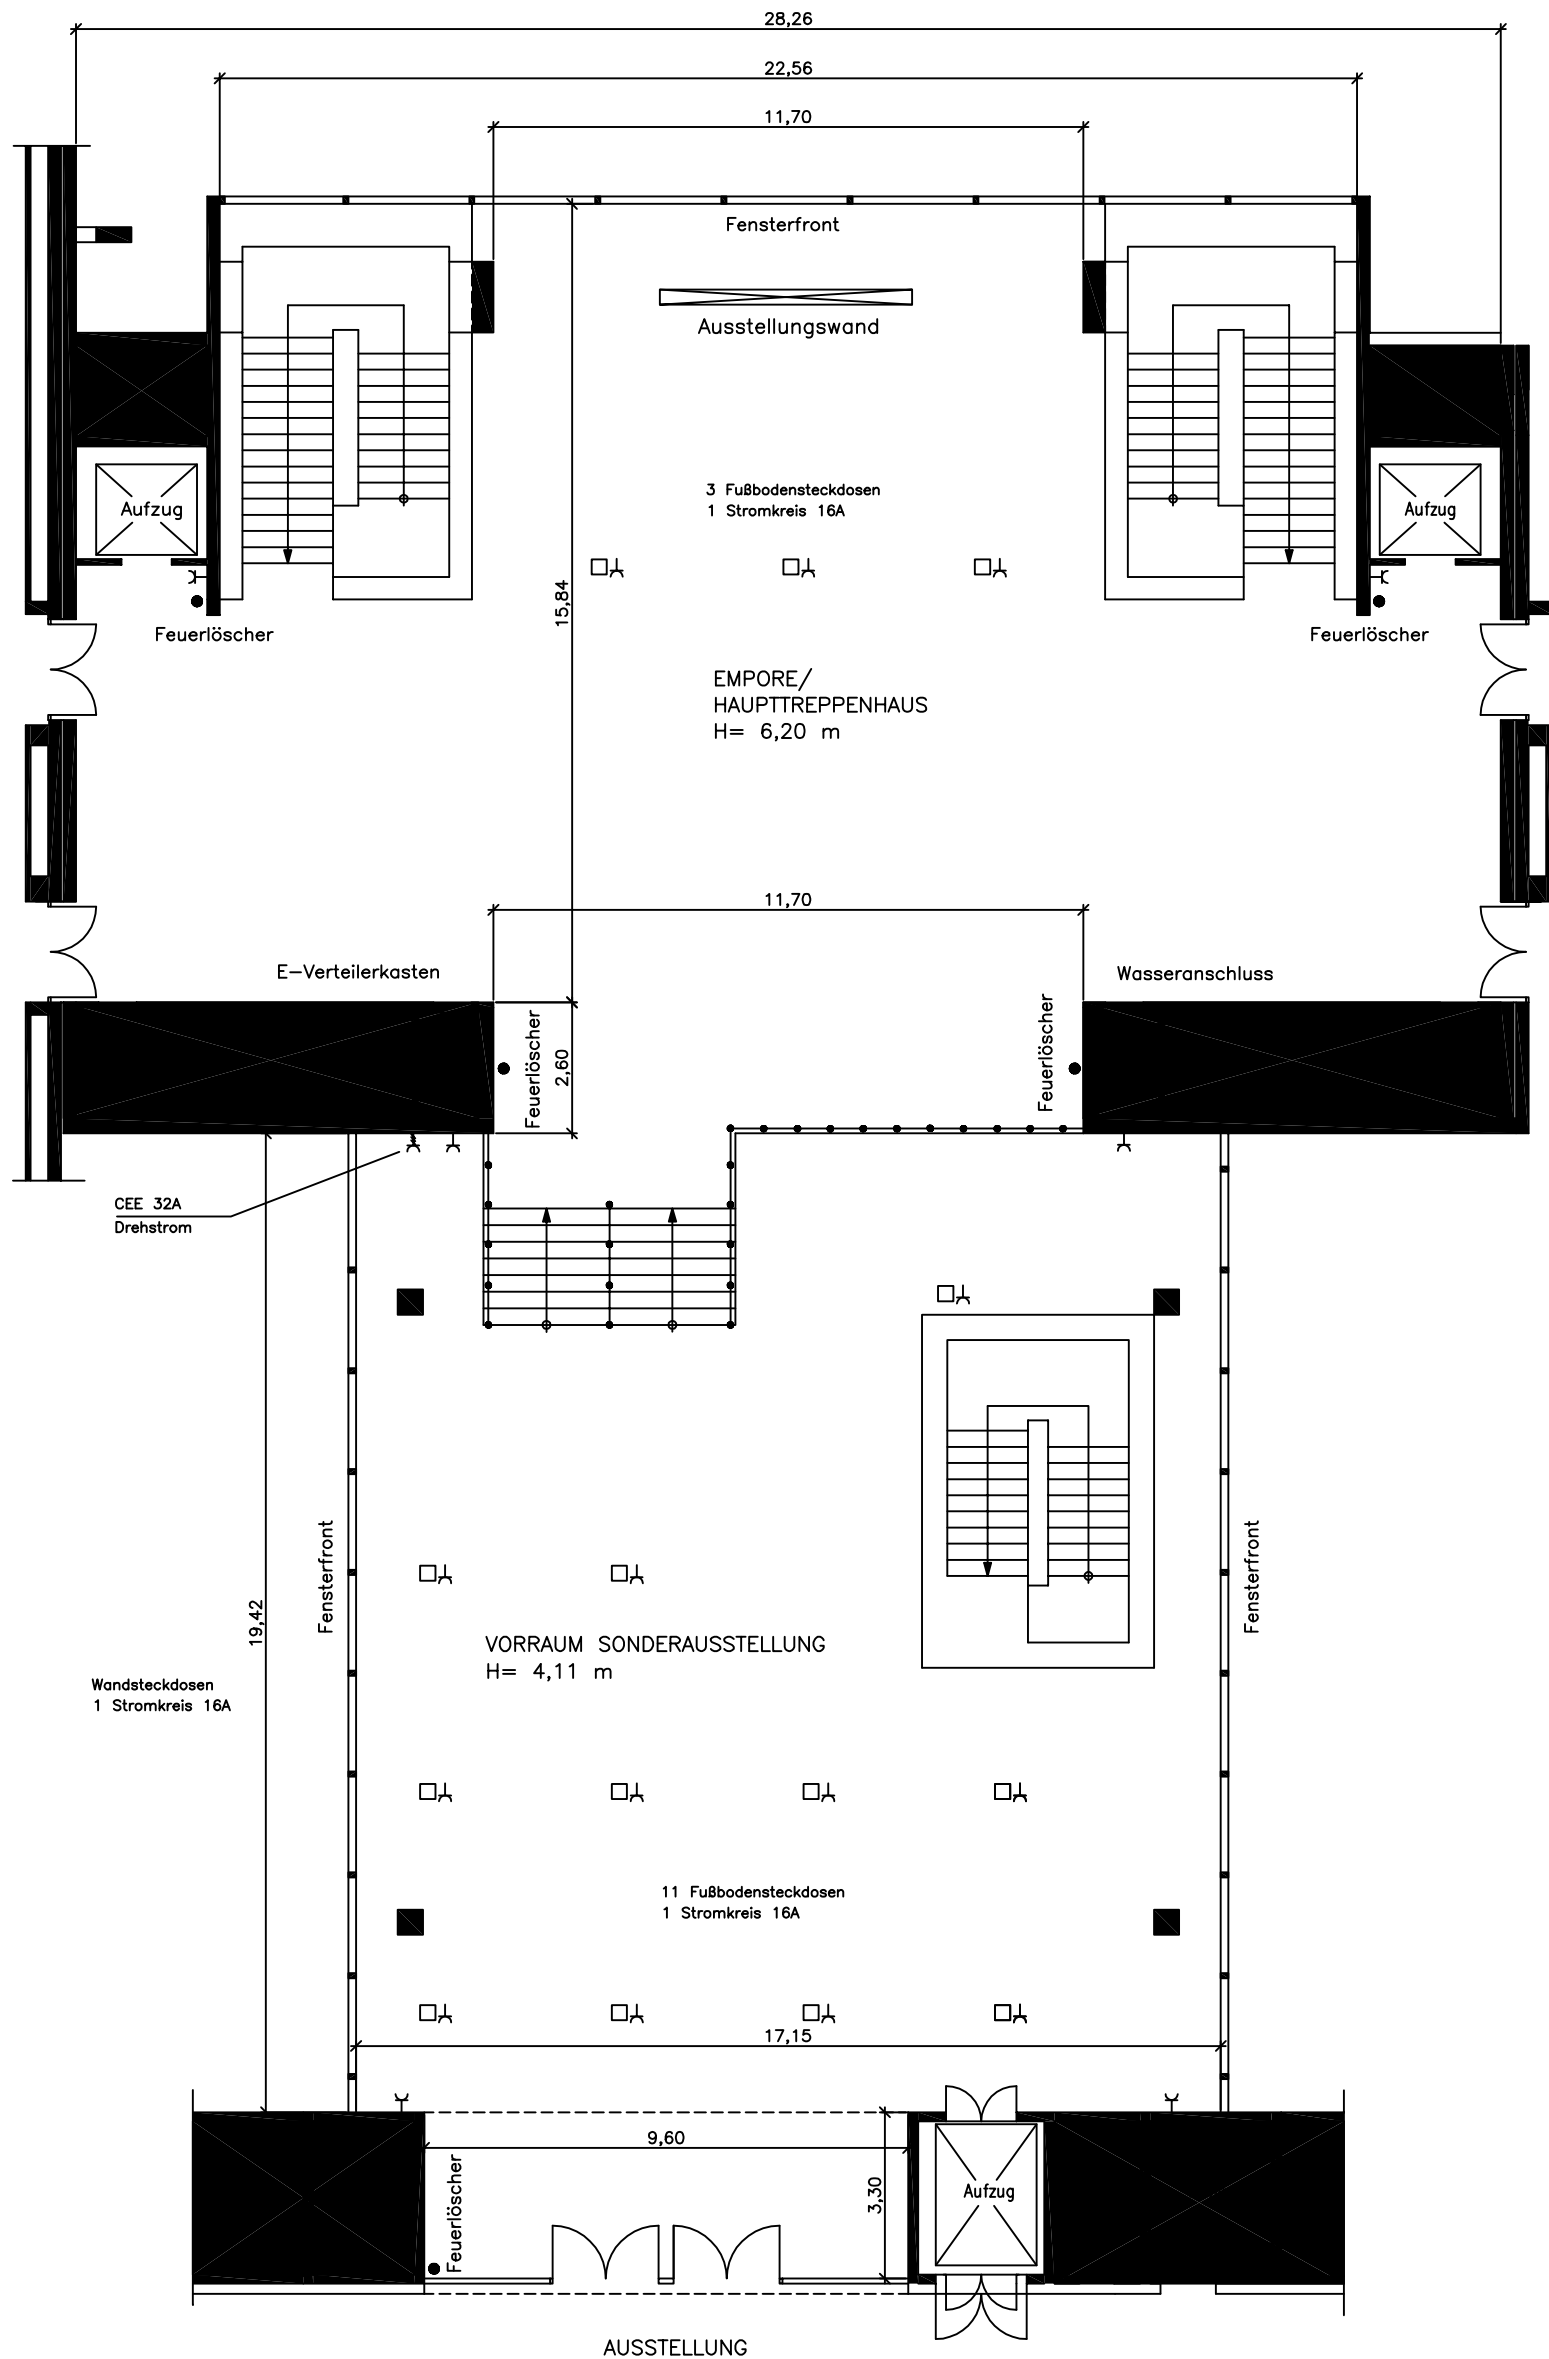 28,26
22,56
11,70
Fensterfront
Ausstellungswand
3 Fußbodensteckdosen
1 Stromkreis 16A
Aufzug
Aufzug
15,84
Feuerlöscher
Feuerlöscher
EMPORE/
HAUPTTREPPENHAUS
H= 6,20 m
11,70
E-Verteilerkasten
Wasseranschluss
Feuerlöscher
2,60
Feuerlöscher
CEE 32A
Drehstrom
Fensterfront
Fensterfront
19,42
VORRAUM SONDERAUSSTELLUNG
H= 4,11 m
Wandsteckdosen
1 Stromkreis 16A
11 Fußbodensteckdosen
1 Stromkreis 16A
17,15
9,60
Feuerlöscher
3,30
Aufzug
AUSSTELLUNG